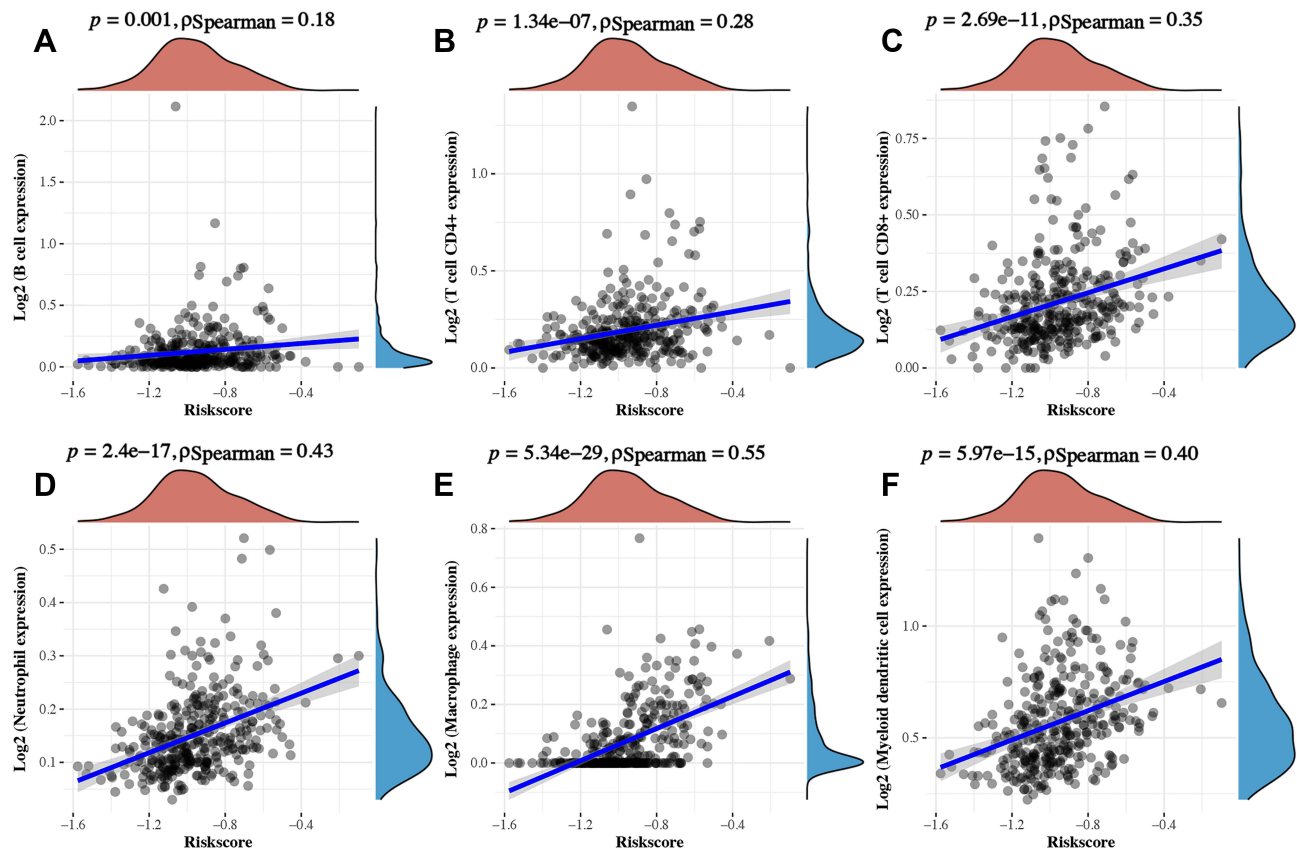 A
p = 0.001, ρSpearman = 0.18
Log2 (B cell expression)
2.0
1.5
1.0
0.5
0.0
−1.6 −1.2 −0.8 −0.4
Riskscore
B
p = 1.34e−07, ρSpearman = 0.28
Log2 (T cell CD4+ expression)
1.0
0.5
0.0
−1.6 −1.2 −0.8 −0.4
Riskscore
C
p = 2.69e−11, ρSpearman = 0.35
Log2 (T cell CD8+ expression)
0.75
0.50
0.25
0.00
−1.6 −1.2 −0.8 −0.4
Riskscore
D
p = 2.4e−17, ρSpearman = 0.43
Log2 (Neutrophil expression)
0.5
0.4
0.3
0.2
0.1
−1.6 −1.2 −0.8 −0.4
Riskscore
E
p = 5.34e−29, ρSpearman = 0.55
Log2 (Macrophage expression)
0.8
0.6
0.4
0.2
0.0
−1.6 −1.2 −0.8 −0.4
Riskscore
F
p = 5.97e−15, ρSpearman = 0.40
Log2 (Myeloid dendritic cell expression)
1.0
0.5
−1.6 −1.2 −0.8 −0.4
Riskscore